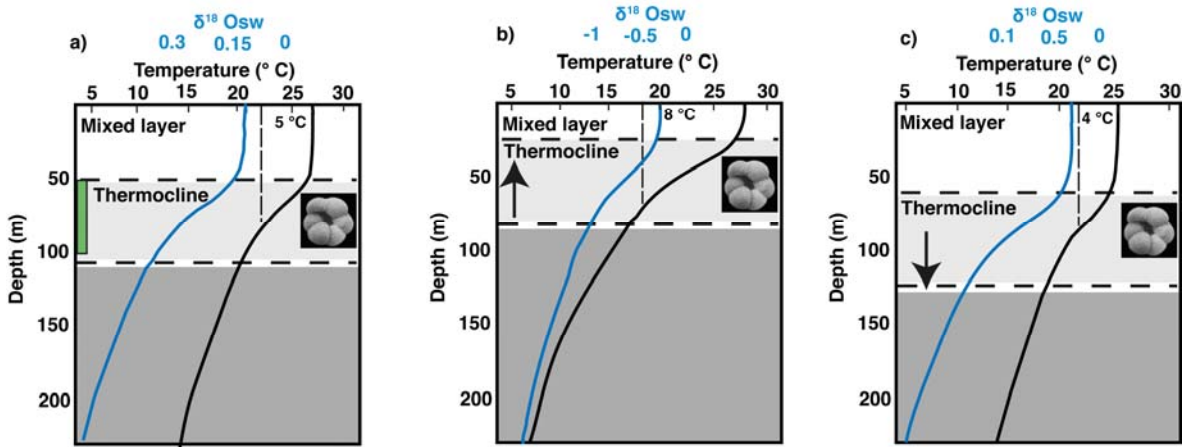 a)
δ¹⁸ Osw
0.3 0.15 0
Temperature (° C)
5 10 15 20 25 30
Mixed layer
5 °C
Thermocline
50
100
150
200
Depth (m)
b)
δ¹⁸ Osw
-1 -0.5 0
Temperature (° C)
5 10 15 20 25 30
Mixed layer
8 °C
Thermocline
50
100
150
200
Depth (m)
c)
δ¹⁸ Osw
0.1 0.5 0
Temperature (° C)
5 10 15 20 25 30
Mixed layer
4 °C
Thermocline
50
100
150
200
Depth (m)